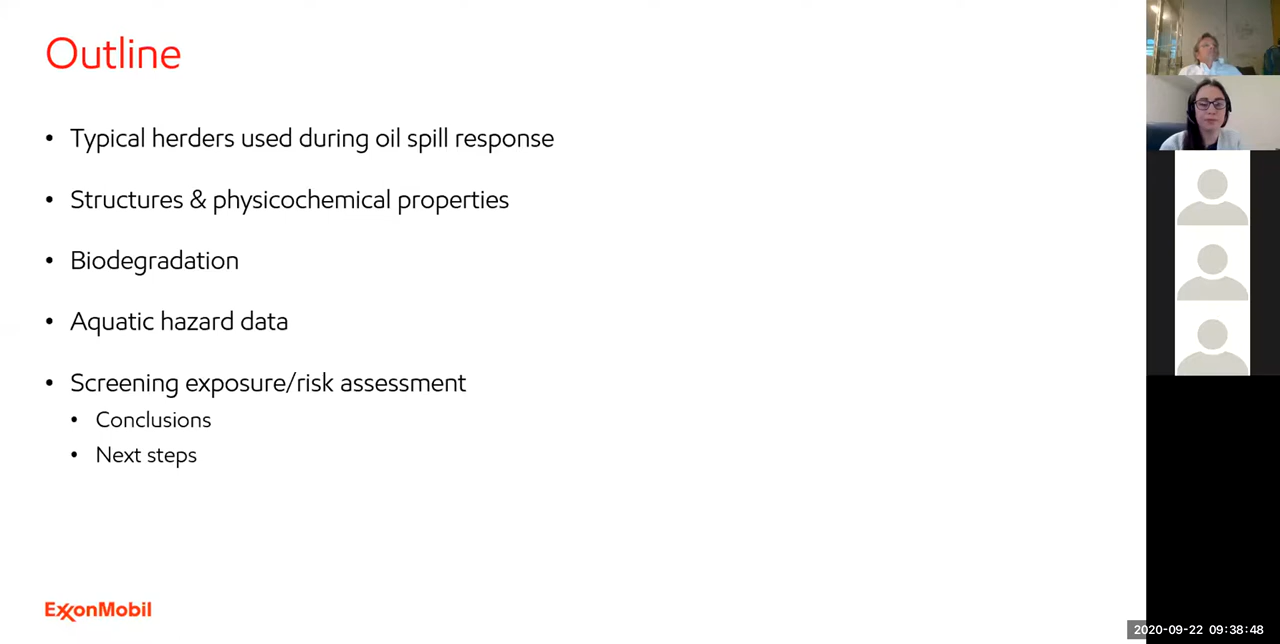 Outline
• Typical herders used during oil spill response
• Structures & physicochemical properties
• Biodegradation
• Aquatic hazard data
• Screening exposure/risk assessment
• Conclusions
• Next steps
ExxonMobil
2020-09-22 09:38:48